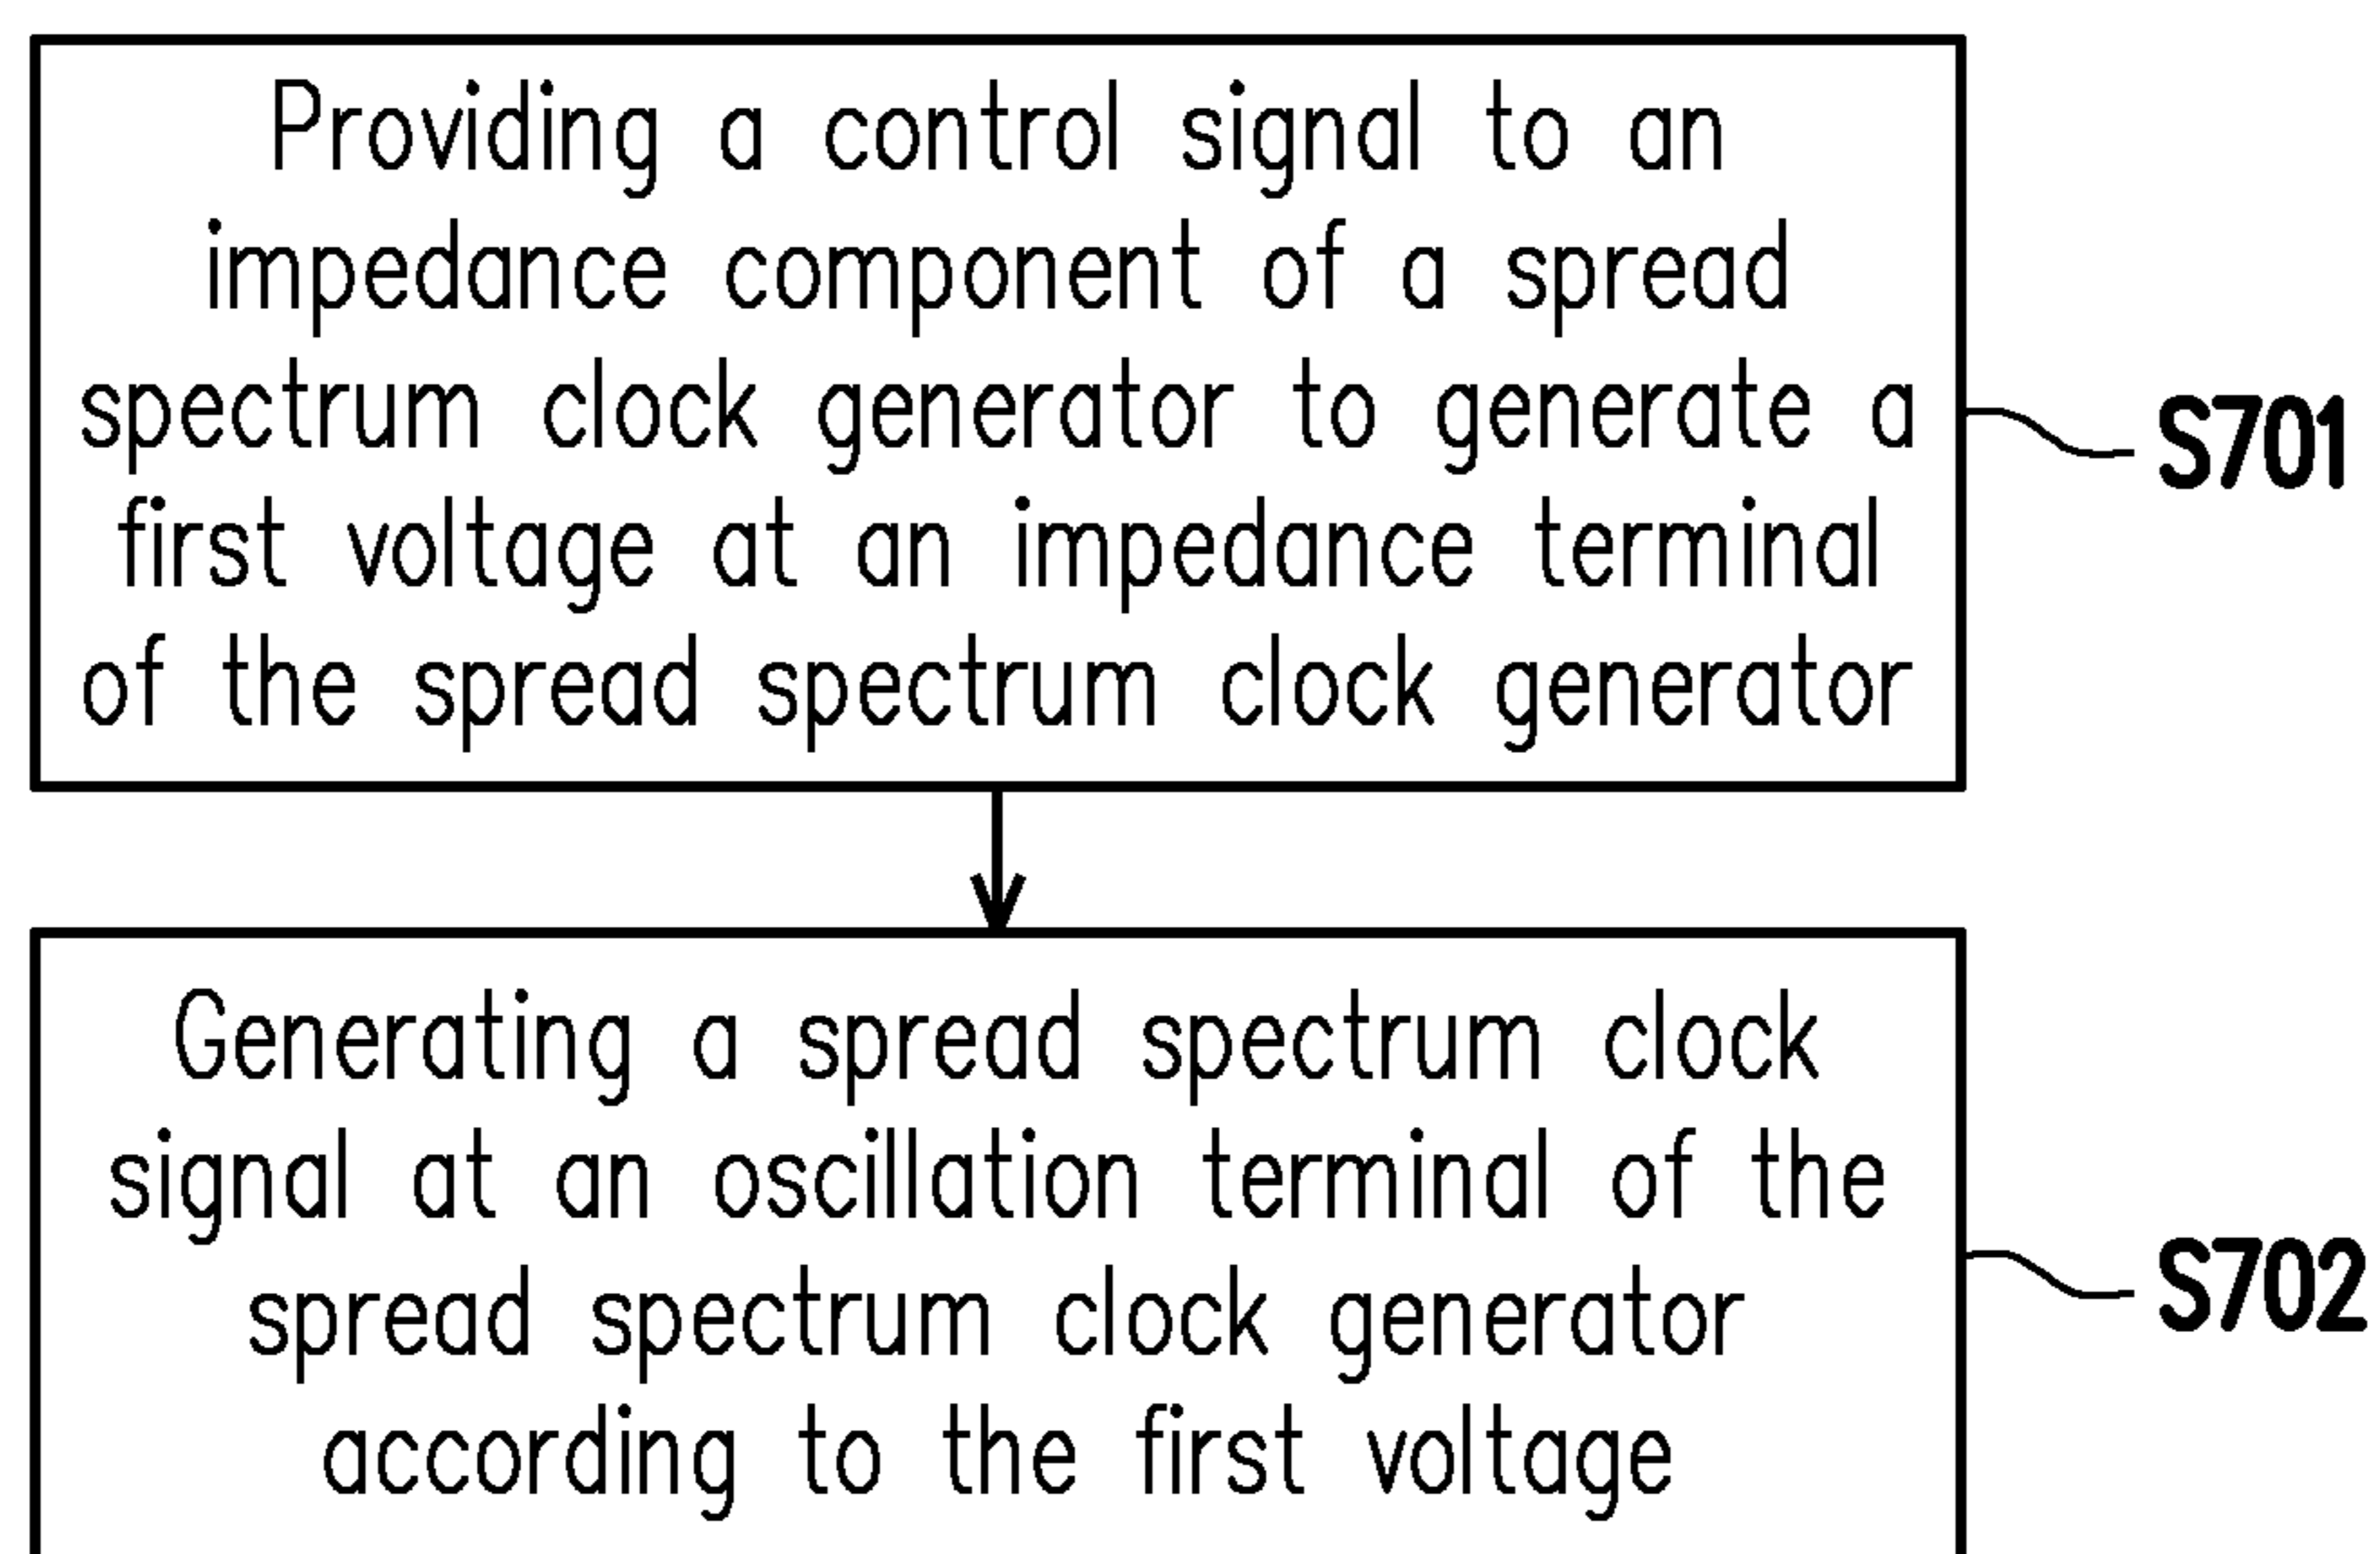 Providing a control signal to an
impedance component of a spread
spectrum clock generator to generate a
first voltage at an impedance terminal
of the spread spectrum clock generator
S701
Generating a spread spectrum clock
signal at an oscillation terminal of the
spread spectrum clock generator
according to the first voltage
S702